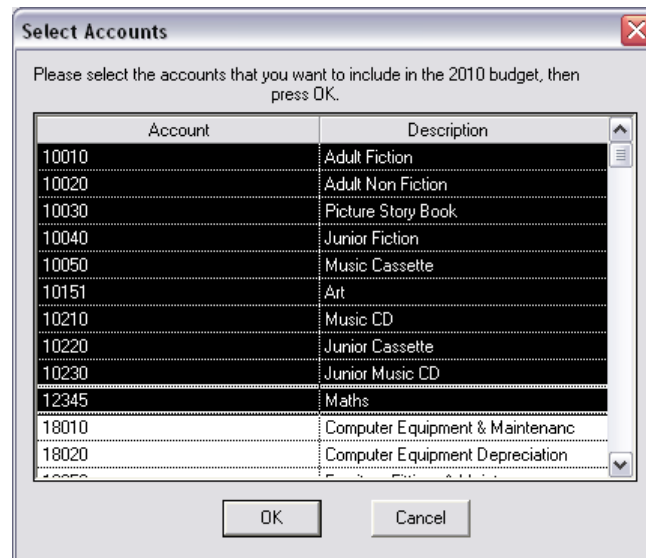 Select Accounts
Please select the accounts that you want to include in the 2010 budget, then
press OK.
Account Description
10010 Adult Fiction
10020 Adult Non Fiction
10030 Picture Story Book
10040 Junior Fiction
10050 Music Cassette
10151 Art
10210 Music CD
10220 Junior Cassette
10230 Junior Music CD
12345 Maths
18010 Computer Equipment & Maintenanc
18020 Computer Equipment Depreciation
OK Cancel